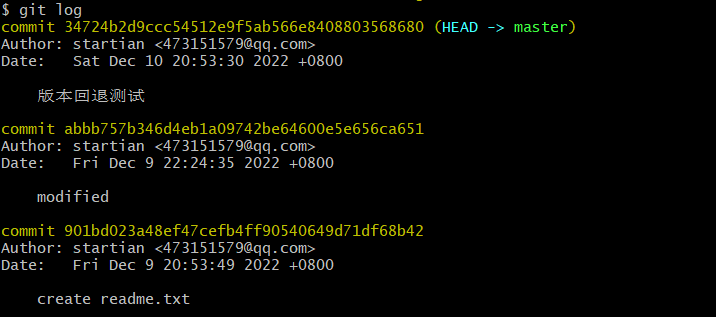 $ git log
commit 34724b2d9ccc54512e9f5ab566e8408803568680 (HEAD -> master)
Author: startian <473151579@qq.com>
Date:   Sat Dec 10 20:53:30 2022 +0800
版本回退测试
commit abbb757b346d4eb1a09742be64600e5e656ca651
Author: startian <473151579@qq.com>
Date:   Fri Dec 9 22:24:35 2022 +0800
modified
commit 901bd023a48ef47cefb4ff90540649d71df68b42
Author: startian <473151579@qq.com>
Date:   Fri Dec 9 20:53:49 2022 +0800
create readme.txt